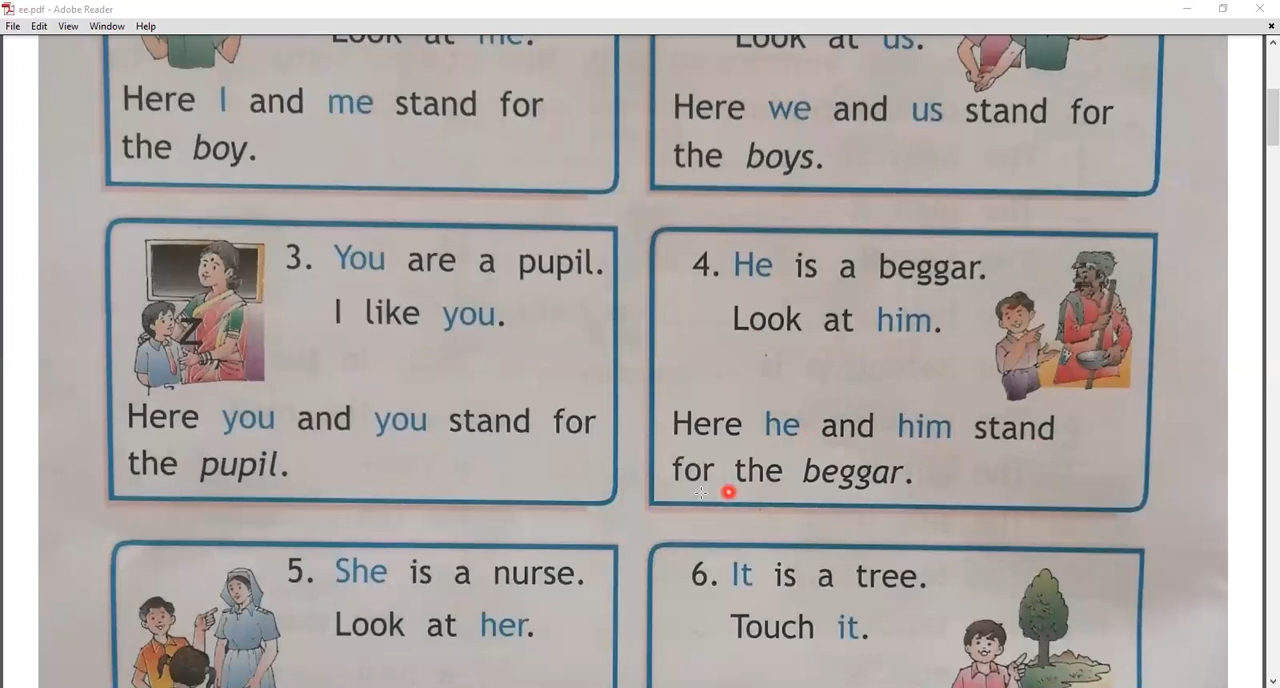 ee.pdf - Adobe Reader
File Edit View Window Help
Look at me.
Here I and me stand for
the boy.
Look at us.
Here we and us stand for
the boys.
3. You are a pupil.
I like you.
Z
Here you and you stand for
the pupil.
4. He is a beggar.
Look at him.
Here he and him stand
for the beggar.
5. She is a nurse.
Look at her.
6. It is a tree.
Touch it.